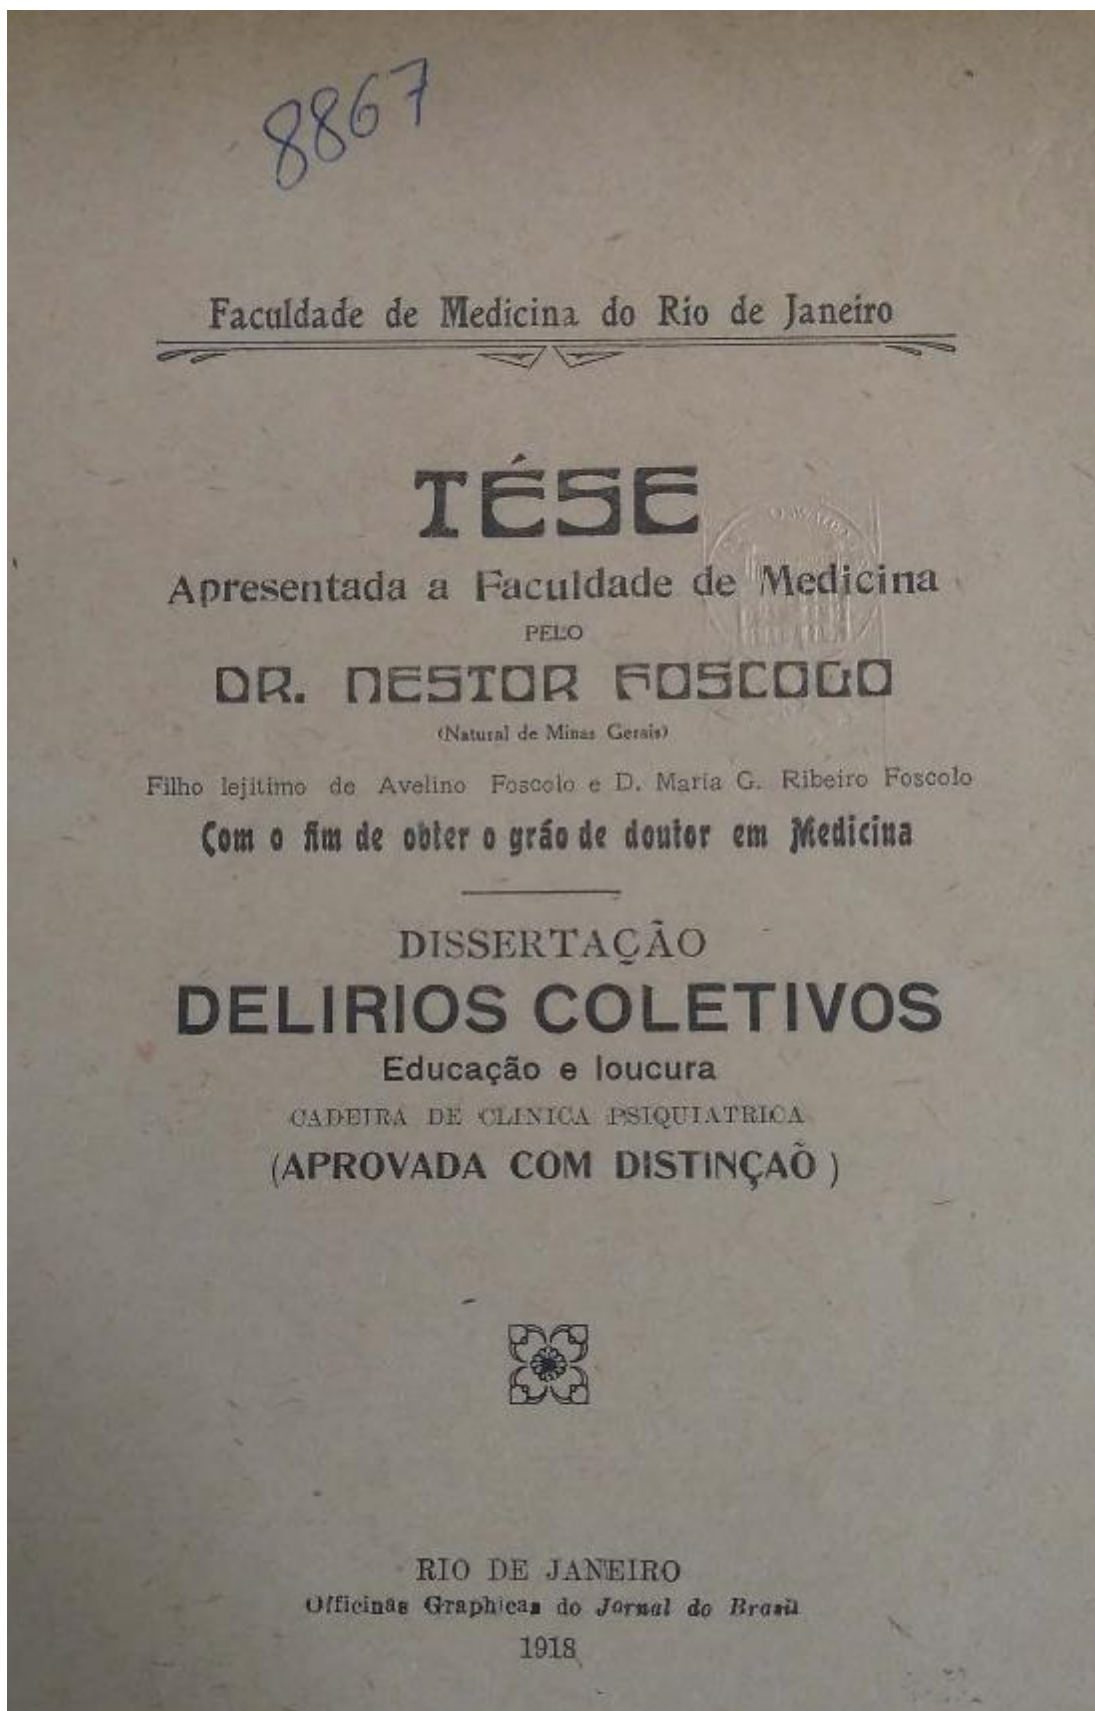 8867
Faculdade de Medicina do Rio de Janeiro
TÉSE
Apresentada a Faculdade de Medicina
PELO
DR. NESTOR FOSCOLO
(Natural de Minas Gerais)
Filho lejitimo de Avelino Foscolo e D. Maria G. Ribeiro Foscolo
Com o fim de obter o gráo de doutor em Medicina
DISSERTAÇÃO
DELIRIOS COLETIVOS
Educação e loucura
CADEIRA DE CLINICA PSIQUIATRICA
(APROVADA COM DISTINÇAÕ)
RIO DE JANEIRO
Officinas Graphicas do Jornal do Brasil
1918